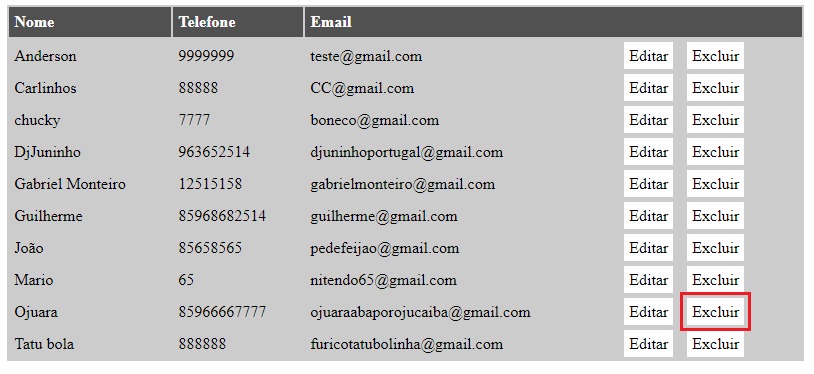 Nome Telefone Email
Anderson 9999999 teste@gmail.com Editar Excluir
Carlinhos 88888 CC@gmail.com Editar Excluir
chucky 7777 boneco@gmail.com Editar Excluir
DjJuninho 963652514 djuninhoportugal@gmail.com Editar Excluir
Gabriel Monteiro 12515158 gabrielmonteiro@gmail.com Editar Excluir
Guilherme 85968682514 guilherme@gmail.com Editar Excluir
João 85658565 pedefeijao@gmail.com Editar Excluir
Mario 65 nitendo65@gmail.com Editar Excluir
Ojuara 85966667777 ojuaraabaporojucaiba@gmail.com Editar Excluir
Tatu bola 888888 furicotatubolinha@gmail.com Editar Excluir